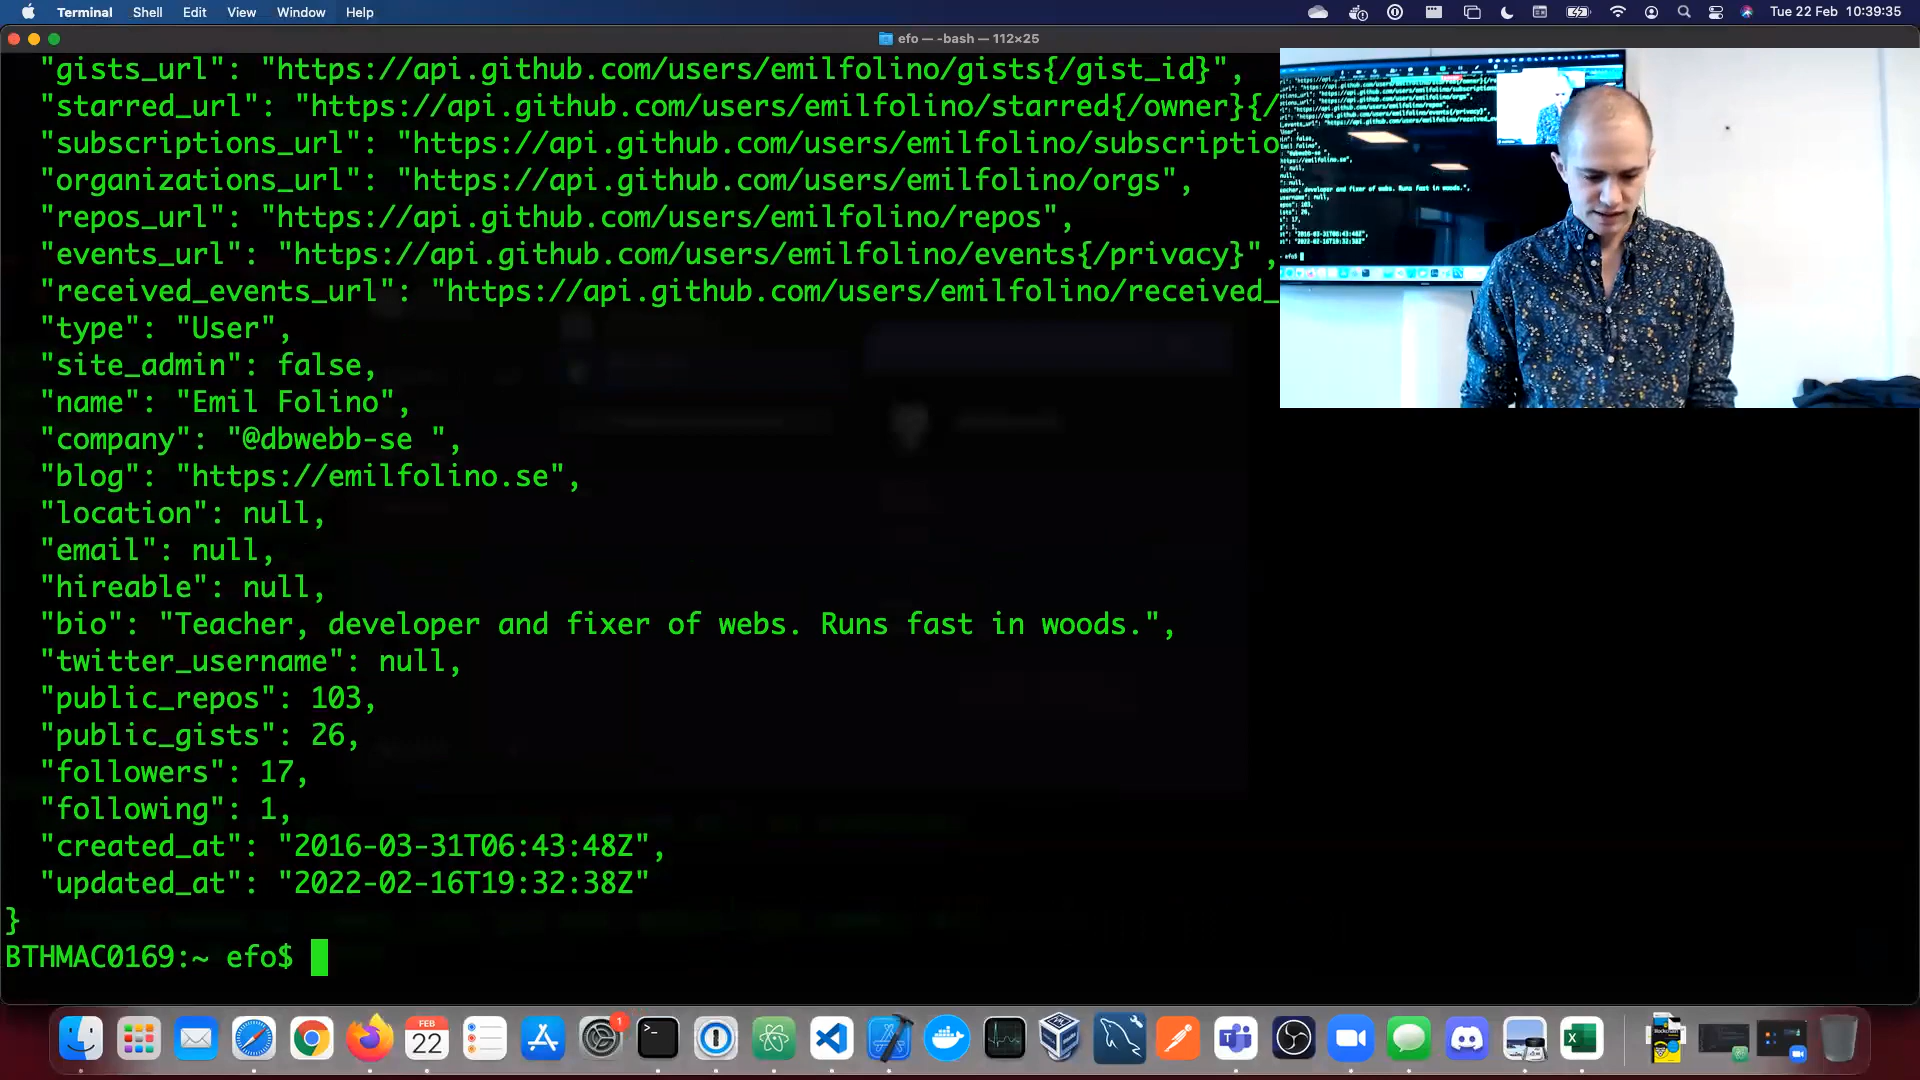 Terminal Shell Edit View Window Help Tue 22 Feb 10:39:35
efo — -bash — 112×25
"gists_url": "https://api.github.com/users/emilfolino/gists{/gist_id}",
"starred_url": "https://api.github.com/users/emilfolino/starred{/owner}{/
"subscriptions_url": "https://api.github.com/users/emilfolino/subscriptio
"organizations_url": "https://api.github.com/users/emilfolino/orgs",
"repos_url": "https://api.github.com/users/emilfolino/repos",
"events_url": "https://api.github.com/users/emilfolino/events{/privacy}",
"received_events_url": "https://api.github.com/users/emilfolino/received_
"type": "User",
"site_admin": false,
"name": "Emil Folino",
"company": "@dbwebb-se ",
"blog": "https://emilfolino.se",
"location": null,
"email": null,
"hireable": null,
"bio": "Teacher, developer and fixer of webs. Runs fast in woods.",
"twitter_username": null,
"public_repos": 103,
"public_gists": 26,
"followers": 17,
"following": 1,
"created_at": "2016-03-31T06:43:48Z",
"updated_at": "2022-02-16T19:32:38Z"
}
BTHMAC0169:~ efo$
FEB
22
1